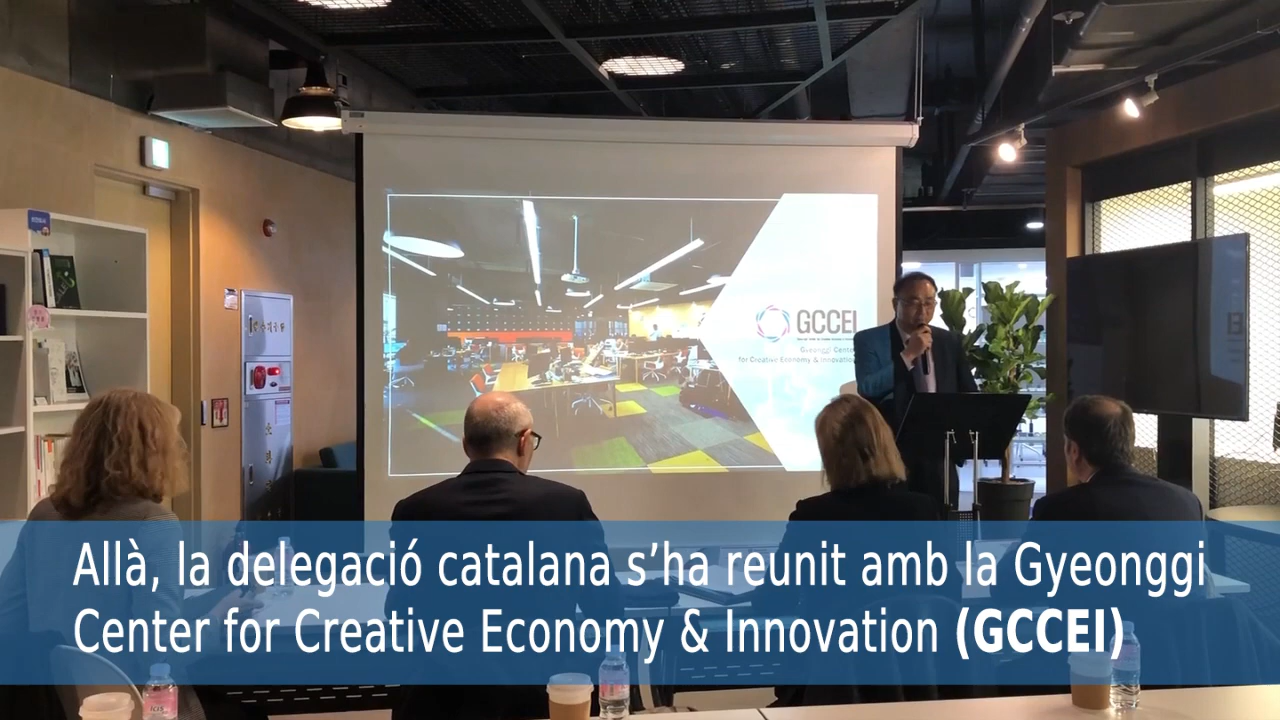 GCCEI
Gyeonggi Center
for Creative Economy & Innovation
Allà, la delegació catalana s’ha reunit amb la Gyeonggi
Center for Creative Economy & Innovation (GCCEI)